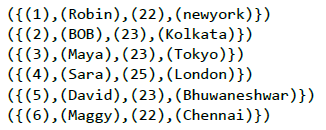 ({(1),(Robin),(22),(newyork)})
({(2),(BOB),(23),(Kolkata)})
({(3),(Maya),(23),(Tokyo)})
({(4),(Sara),(25),(London)})
({(5),(David),(23),(Bhuwaneshwar)})
({(6),(Maggy),(22),(Chennai)})